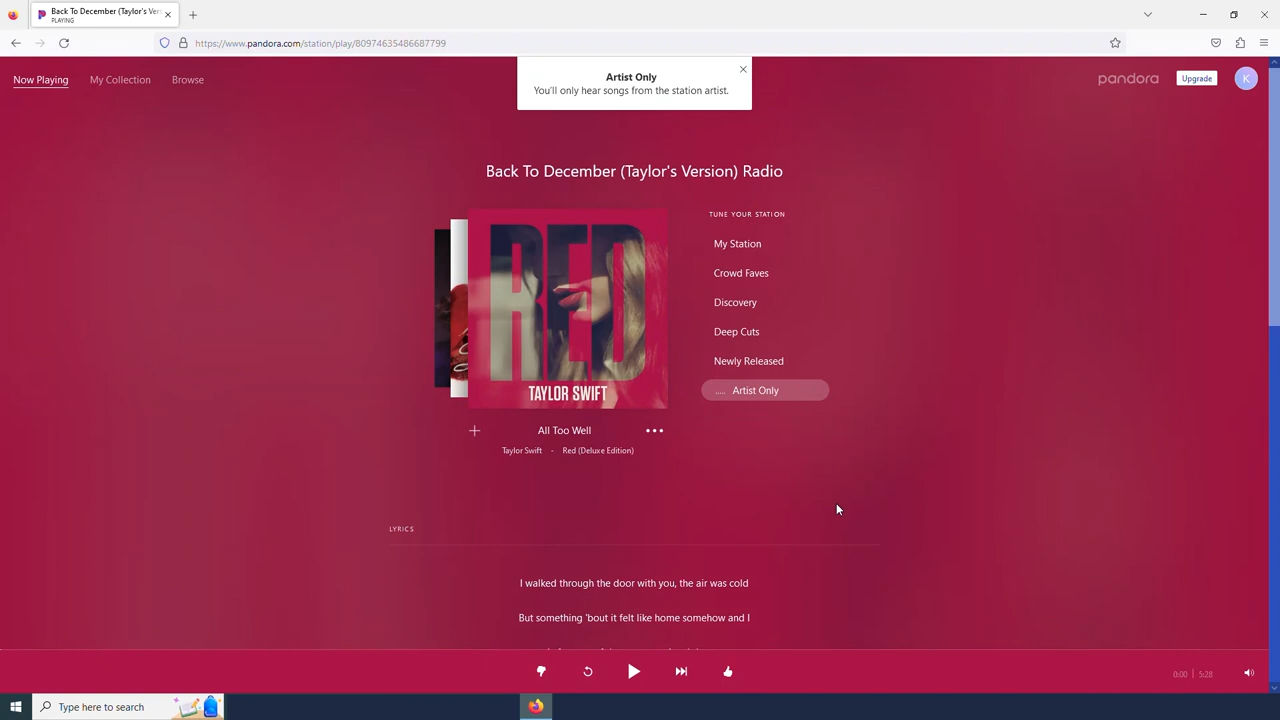 Back To December (Taylor's Ver
PLAYING
https://www.pandora.com/station/play/80974635486687799
Now Playing
My Collection
Browse
Artist Only
You'll only hear songs from the station artist.
pandora
Upgrade
K
Back To December (Taylor's Version) Radio
TUNE YOUR STATION
My Station
Crowd Faves
Discovery
Deep Cuts
Newly Released
..... Artist Only
RED
TAYLOR SWIFT
All Too Well
Taylor Swift - Red (Deluxe Edition)
LYRICS
I walked through the door with you, the air was cold
But something 'bout it felt like home somehow and I
0:00 | 5:28
Type here to search